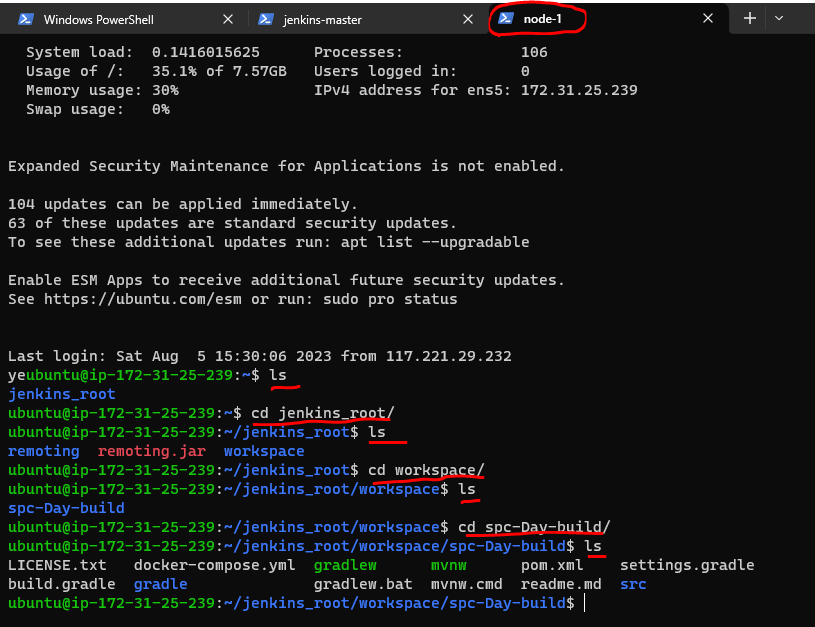 Windows PowerShell jenkins-master node-1
System load: 0.1416015625 Processes: 106
Usage of /: 35.1% of 7.57GB Users logged in: 0
Memory usage: 30% IPv4 address for ens5: 172.31.25.239
Swap usage: 0%
Expanded Security Maintenance for Applications is not enabled.
104 updates can be applied immediately.
63 of these updates are standard security updates.
To see these additional updates run: apt list --upgradable
Enable ESM Apps to receive additional future security updates.
See https://ubuntu.com/esm or run: sudo pro status
Last login: Sat Aug  5 15:30:06 2023 from 117.221.29.232
yeubuntu@ip-172-31-25-239:~$ ls
jenkins_root
ubuntu@ip-172-31-25-239:~$ cd jenkins_root/
ubuntu@ip-172-31-25-239:~/jenkins_root$ ls
remoting  remoting.jar  workspace
ubuntu@ip-172-31-25-239:~/jenkins_root$ cd workspace/
ubuntu@ip-172-31-25-239:~/jenkins_root/workspace$ ls
spc-Day-build
ubuntu@ip-172-31-25-239:~/jenkins_root/workspace$ cd spc-Day-build/
ubuntu@ip-172-31-25-239:~/jenkins_root/workspace/spc-Day-build$ ls
LICENSE.txt docker-compose.yml gradlew mvnw pom.xml settings.gradle
build.gradle gradle gradlew.bat mvnw.cmd readme.md src
ubuntu@ip-172-31-25-239:~/jenkins_root/workspace/spc-Day-build$